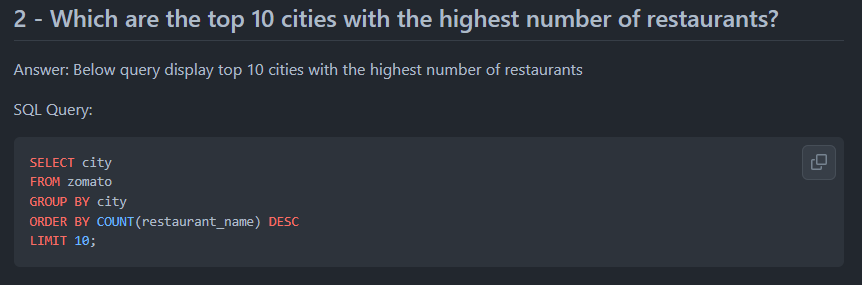 2 - Which are the top 10 cities with the highest number of restaurants?
Answer: Below query display top 10 cities with the highest number of restaurants
SQL Query:
SELECT city
FROM zomato
GROUP BY city
ORDER BY COUNT(restaurant_name) DESC
LIMIT 10;